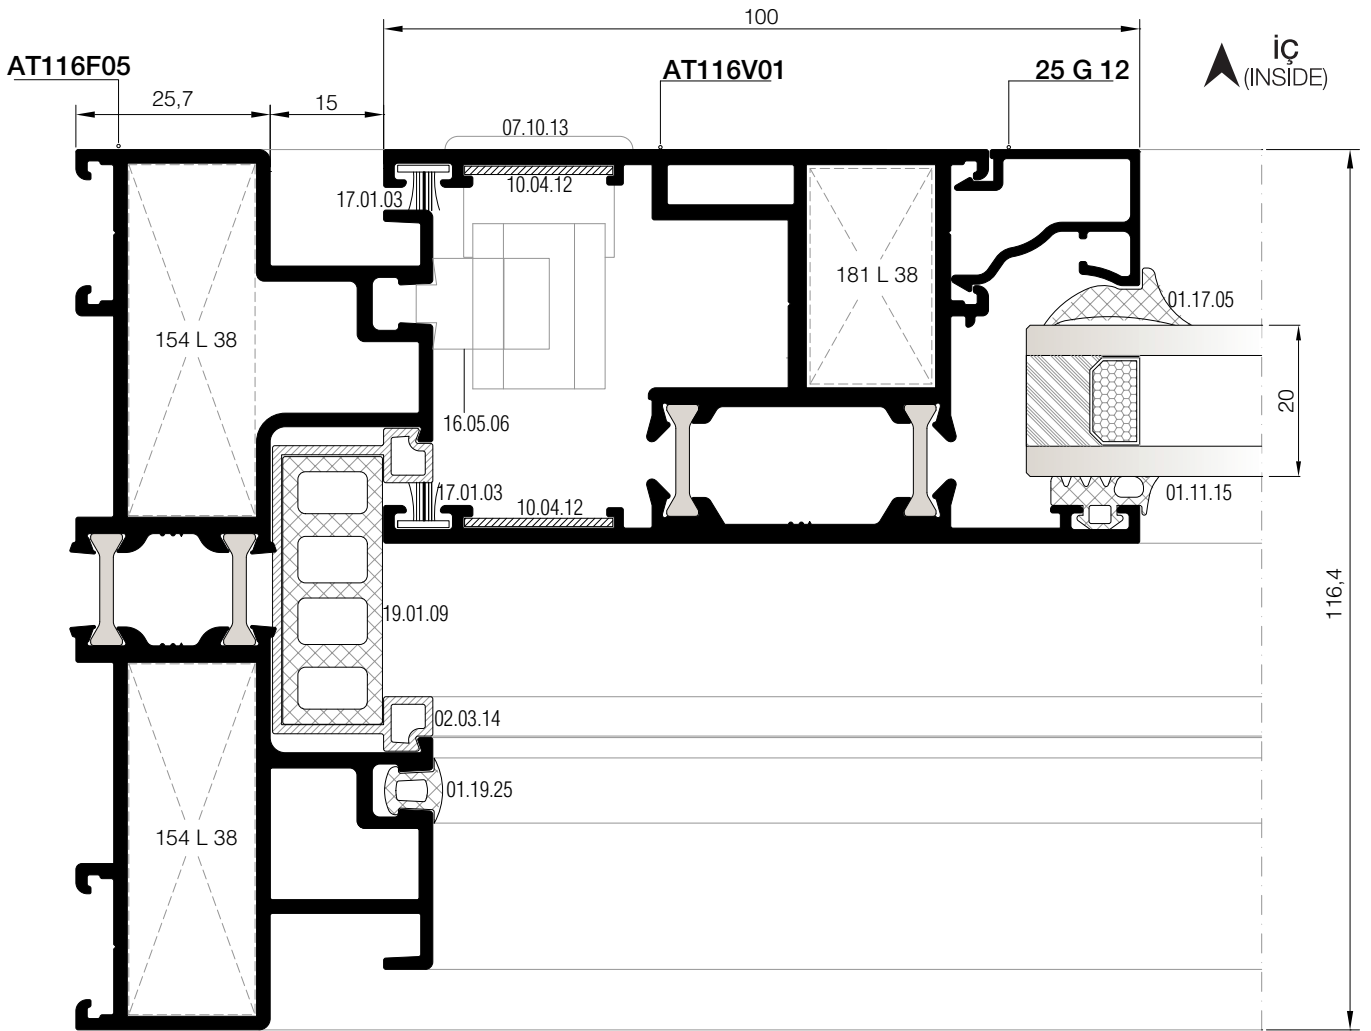 100
AT116F05
AT116V01
25 G 12
İÇ
(INSIDE)
25,7
15
07.10.13
17.01.03
10.04.12
181 L 38
01.17.05
154 L 38
16.05.06
20
17.01.03
10.04.12
01.11.15
19.01.09
116,4
02.03.14
01.19.25
154 L 38